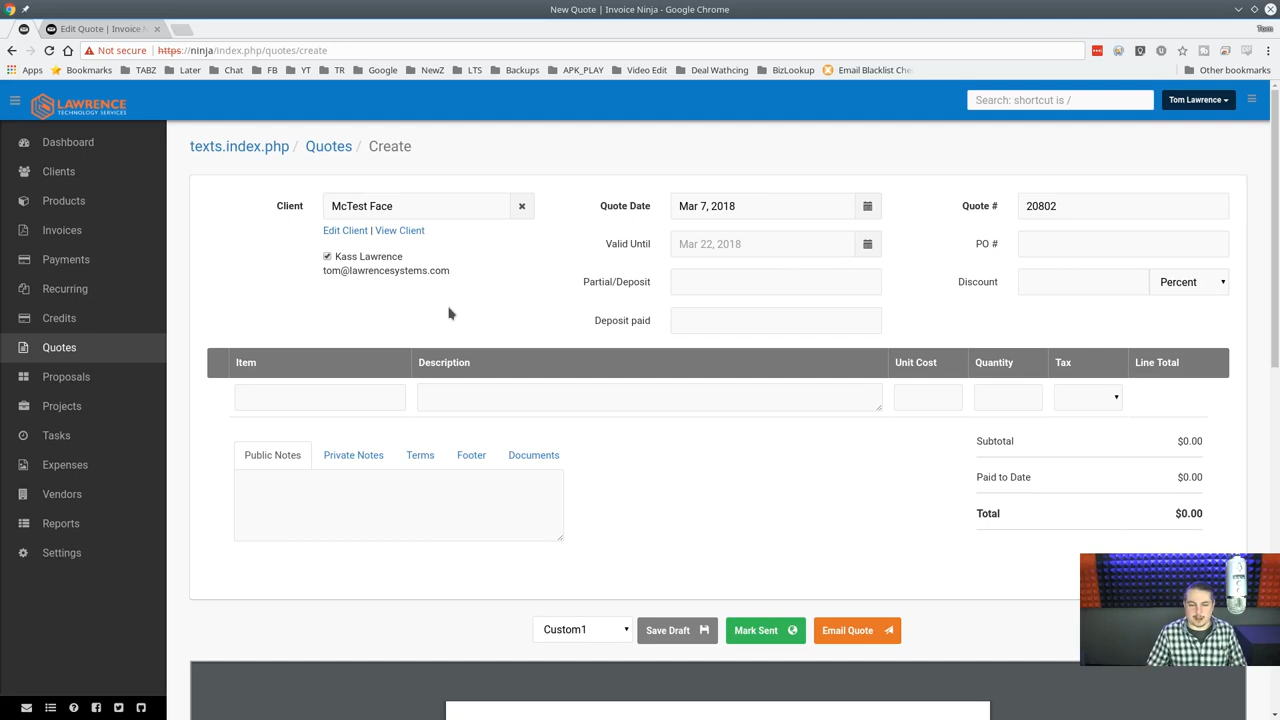 New Quote | Invoice Ninja - Google Chrome
Edit Quote | Invoice N
Tom
Not secure | https://ninja/index.php/quotes/create
Apps Bookmarks TABZ Later Chat FB YT TR Google NewZ LTS Backups APK_PLAY Video Edit Deal Wathcing BizLookup Email Blacklist Che Other bookmarks
LAWRENCE
TECHNOLOGY SERVICES
Search: shortcut is /
Tom Lawrence
Dashboard
Clients
Products
Invoices
Payments
Recurring
Credits
Quotes
Proposals
Projects
Tasks
Expenses
Vendors
Reports
Settings
texts.index.php / Quotes / Create
Client McTest Face
Edit Client | View Client
Kass Lawrence
tom@lawrencesystems.com
Quote Date Mar 7, 2018
Valid Until Mar 22, 2018
Partial/Deposit
Deposit paid
Quote # 20802
PO #
Discount Percent
Item Description Unit Cost Quantity Tax Line Total
Public Notes Private Notes Terms Footer Documents
Subtotal $0.00
Paid to Date $0.00
Total $0.00
Custom1 Save Draft Mark Sent Email Quote